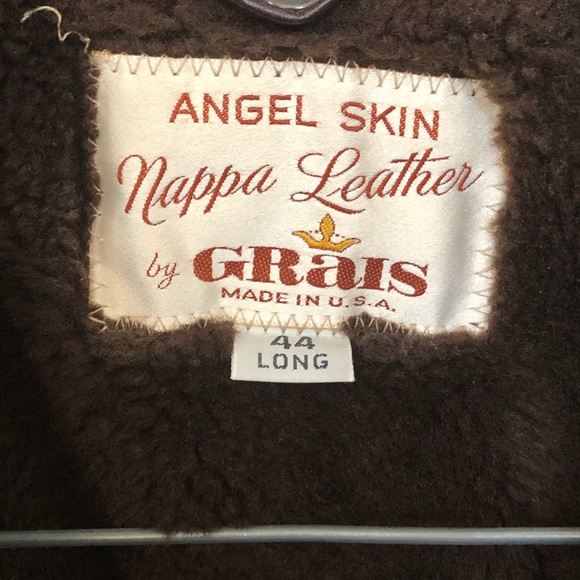 ANGEL SKIN
Nappa Leather
by GRaIS
MADE IN U.S.A.
44
LONG